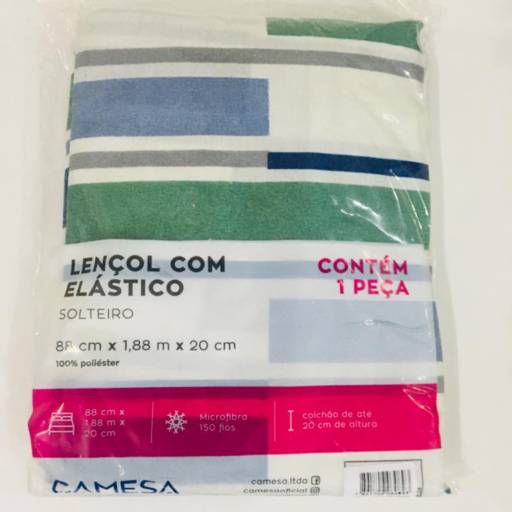 LENÇOL COM
ELÁSTICO
SOLTEIRO
88 cm x 1,88 m x 20 cm
100% poliéster
CONTÉM
1 PEÇA
88 cm x
1,88 m x
20 cm
Microfibra
150 fios
colchão de até
20 cm de altura
CAMESA
camesa.ltda
camesaoficial